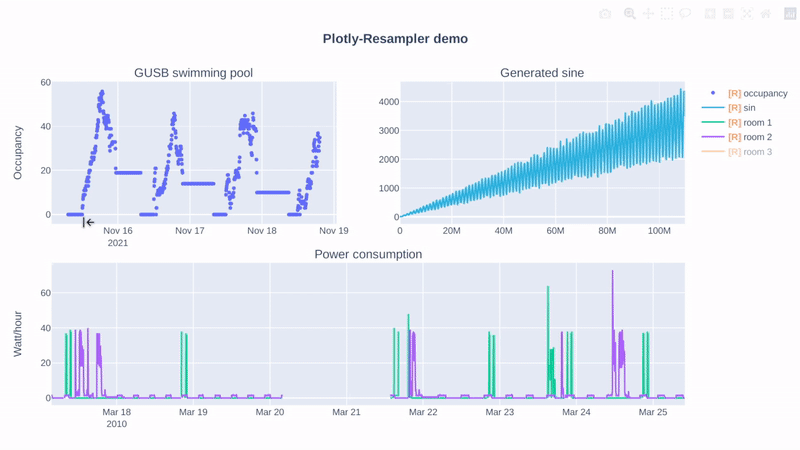 Plotly-Resampler demo
GUSB swimming pool
Generated sine
Occupancy
60
40
20
0
Nov 16
2021
Nov 17
Nov 18
Nov 19
4000
3000
2000
1000
0
0
20M
40M
60M
80M
100M
[R] occupancy
[R] sin
[R] room 1
[R] room 2
[R] room 3
Power consumption
Watt/hour
60
40
20
0
Mar 18
2010
Mar 19
Mar 20
Mar 21
Mar 22
Mar 23
Mar 24
Mar 25